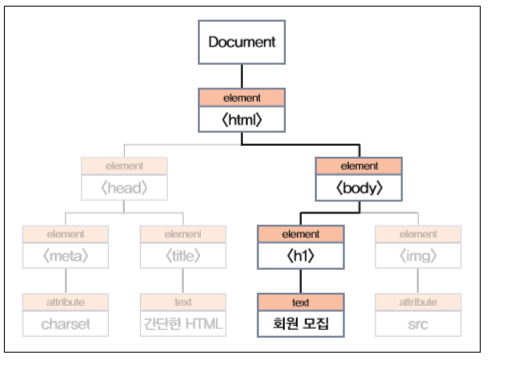 Document
element
<html>
element
<head>
element
<body>
element
<meta>
element
<title>
element
<h1>
element
<img>
attribute
charset
text
간단한 HTML
text
회원 모집
attribute
src